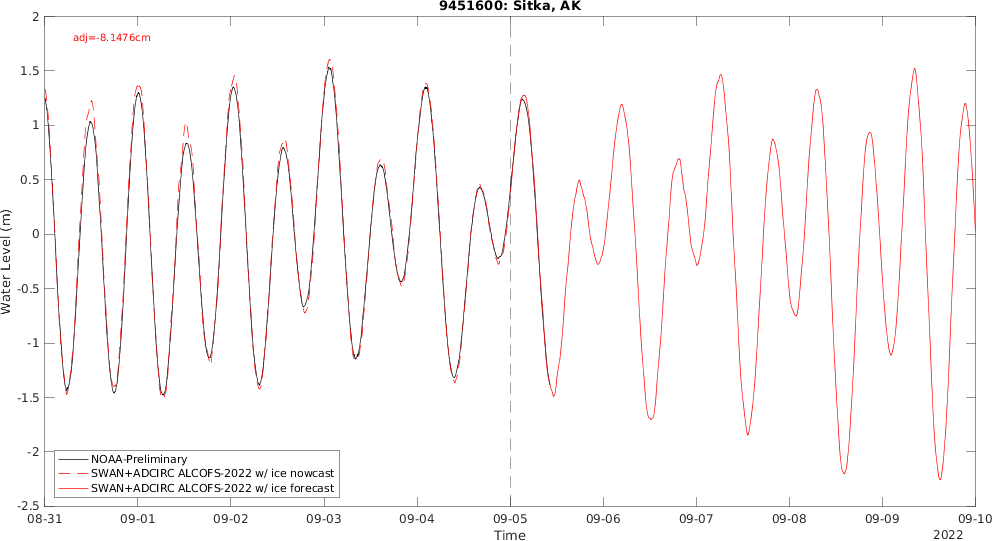 9451600: Sitka, AK
adj=-8.1476cm
2
1.5
1
0.5
0
-0.5
-1
-1.5
-2
-2.5
Water Level (m)
NOAA-Preliminary
SWAN+ADCIRC ALCOFS-2022 w/ ice nowcast
SWAN+ADCIRC ALCOFS-2022 w/ ice forecast
08-31 09-01 09-02 09-03 09-04 09-05 09-06 09-07 09-08 09-09 09-10
Time
2022